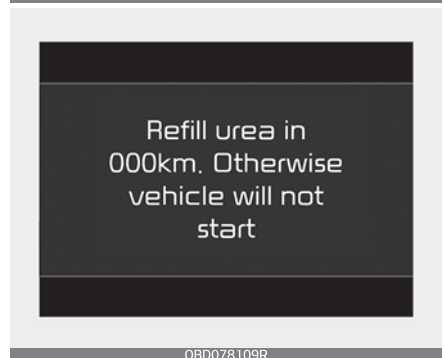 Refill urea in
000km. Otherwise
vehicle will not
start
OBD078109R